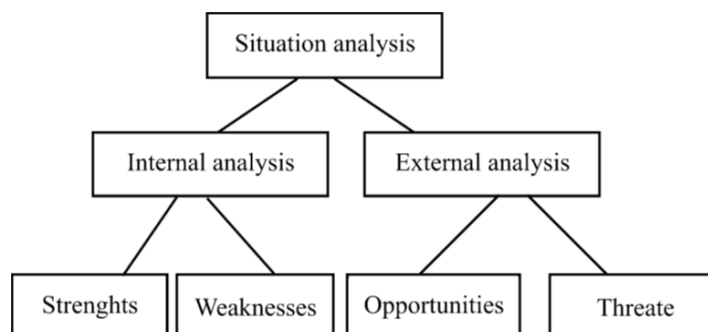 Situation analysis
Internal analysis
External analysis
Strenghts
Weaknesses
Opportunities
Threate